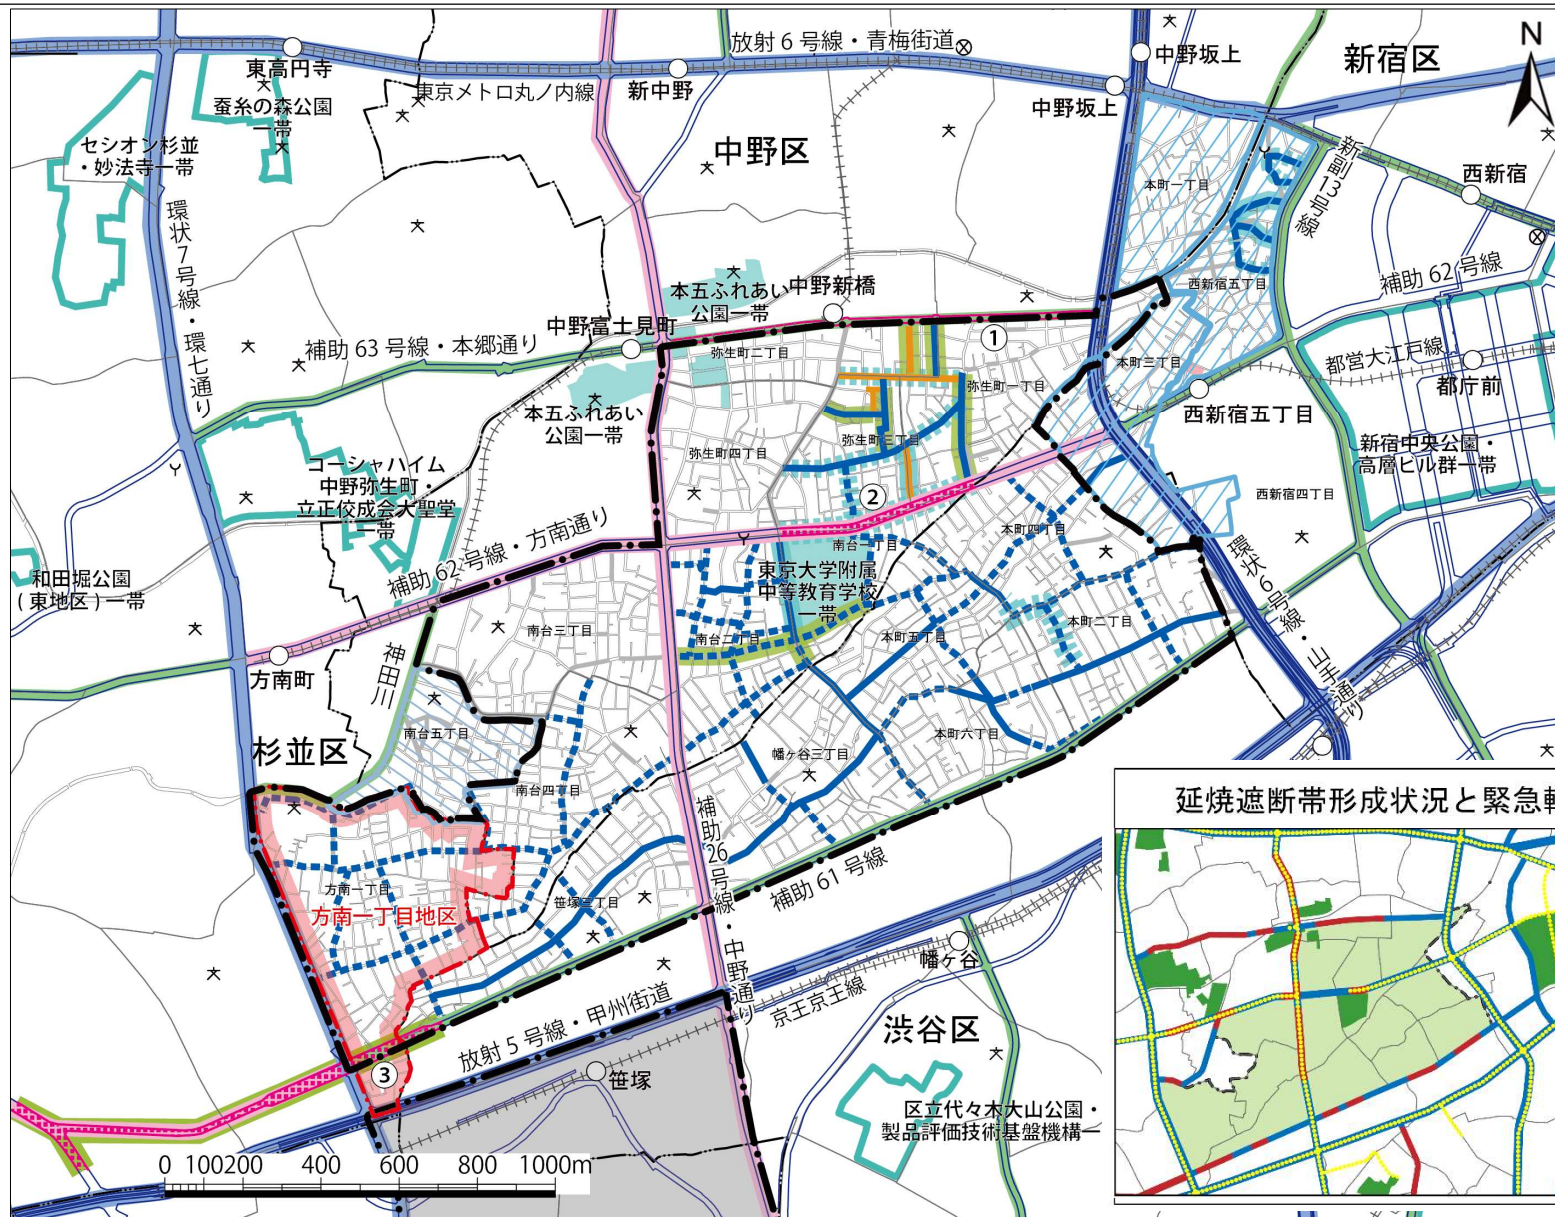 放射6号線・青梅街道
N
中野坂上
新宿区
東高円寺
東京メトロ丸ノ内線
新中野
中野坂上
蚕糸の森公園
一帯
セシオン杉並
・妙法寺一帯
中野区
新副13号線
西新宿
本町一丁目
環状7号線・環七通り
補助62号線
西新宿五丁目
本五ふれあい
公園一帯
中野新橋
中野富士見町
①
補助63号線・本郷通り
弥生町二丁目
本町三丁目
都営大江戸線
都庁前
弥生町一丁目
西新宿五丁目
本五ふれあい
公園一帯
弥生町三丁目
弥生町四丁目
新宿中央公園・
高層ビル群一帯
コーシャハイム
中野弥生町・
立正佼成会大聖堂
一帯
②
西新宿四丁目
補助62号線・方南通り
本町四丁目
南台一丁目
環状6号線・山手通り
和田堀公園
(東地区)一帯
東京大学附属
中等教育学校
一帯
南台三丁目
南台二丁目
本町五丁目
本町二丁目
神田川
方南町
南台五丁目
杉並区
本町六丁目
幡ヶ谷三丁目
南台四丁目
補助26号線・中野通り
延焼遮断帯形成状況と緊急
方南一丁目
方南一丁目地区
笹塚三丁目
補助61号線
幡ヶ谷
放射5号線・甲州街道
京王京王線
渋谷区
③
笹塚
区立代々木大山公園・
製品評価技術基盤機構一
0 100200 400 600 800 1000m